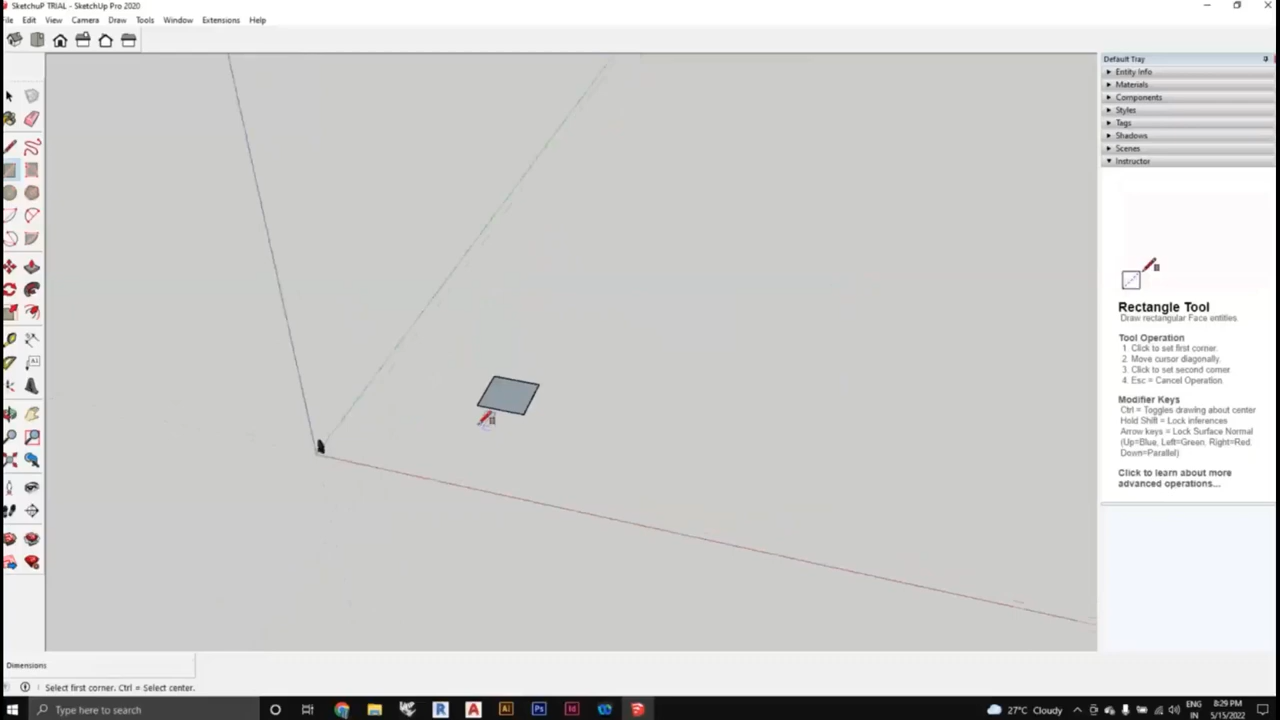 SketchuP TRIAL - SketchUp Pro 2020
File Edit View Camera Draw Tools Window Extensions Help
Default Tray
Entity Info
Materials
Components
Styles
Tags
Shadows
Scenes
Instructor
Rectangle Tool
Draw rectangular Face entities.
Tool Operation
1. Click to set first corner.
2. Move cursor diagonally.
3. Click to set second corner
4. Esc = Cancel Operation
Modifier Keys
Ctrl = Toggles drawing about center
Hold Shift = Lock inferences
Arrow keys = Lock Surface Normal
(Up=Blue, Left=Green, Right=Red,
Down=Parallel)
Click to learn about more
advanced operations...
Dimensions
Select first corner. Ctrl = Select center.
Type here to search
27°C Cloudy
ENG
IN
8:29 PM
5/15/2022